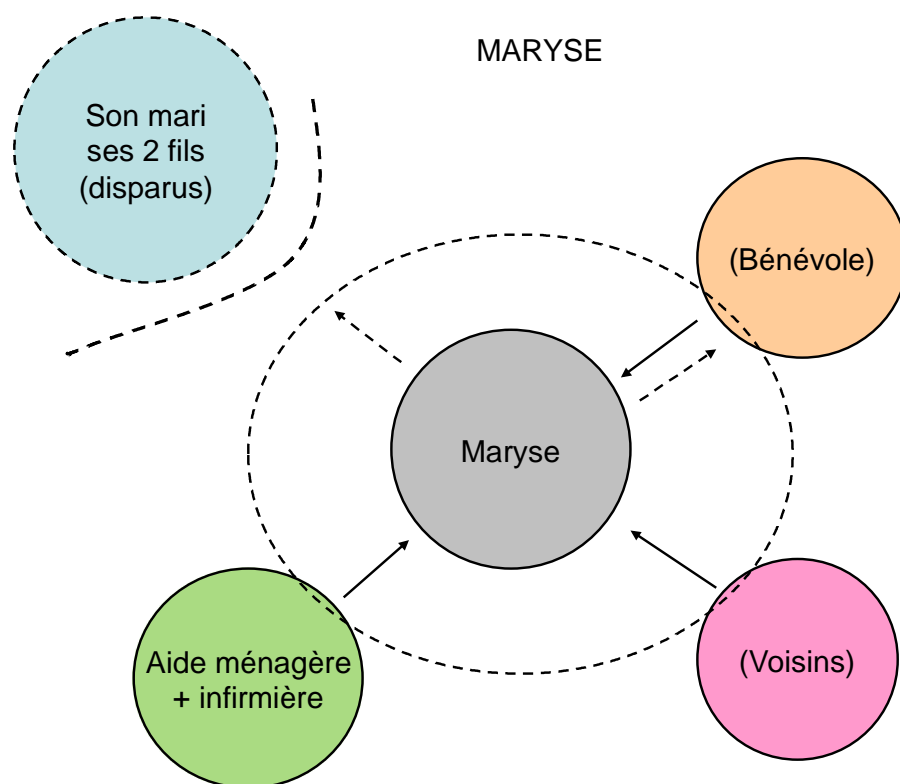 MARYSE
Son mari
ses 2 fils
(disparus)
(Bénévole)
Maryse
Aide ménagère
+ infirmière
(Voisins)